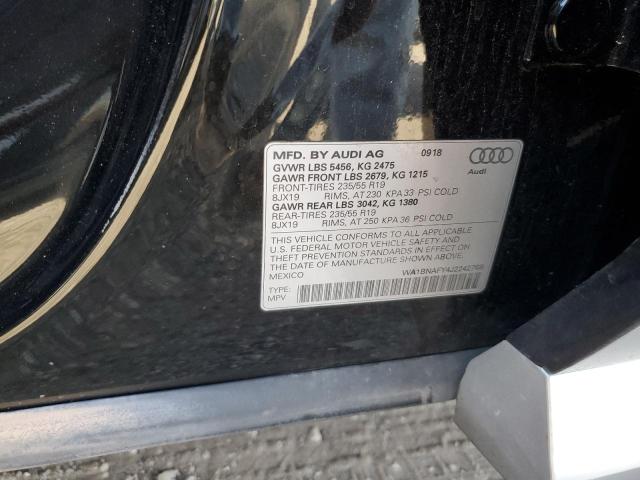 MFD. BY AUDI AG 0918
GVWR LBS 5456, KG 2475
GAWR FRONT LBS 2679, KG 1215
FRONT-TIRES 235/55 R19
8JX19 RIMS, AT 230 KPA 33 PSI COLD
GAWR REAR LBS 3042, KG 1380
REAR-TIRES 235/55 R19
8JX19 RIMS, AT 250 KPA 36 PSI COLD
Audi
THIS VEHICLE CONFORMS TO ALL APPLICABLE
U.S. FEDERAL MOTOR VEHICLE SAFETY AND
THEFT PREVENTION STANDARDS IN EFFECT ON
THE DATE OF MANUFACTURE SHOWN ABOVE.
MEXICO
WA1BNAFY4J2242768
TYPE:
MPV